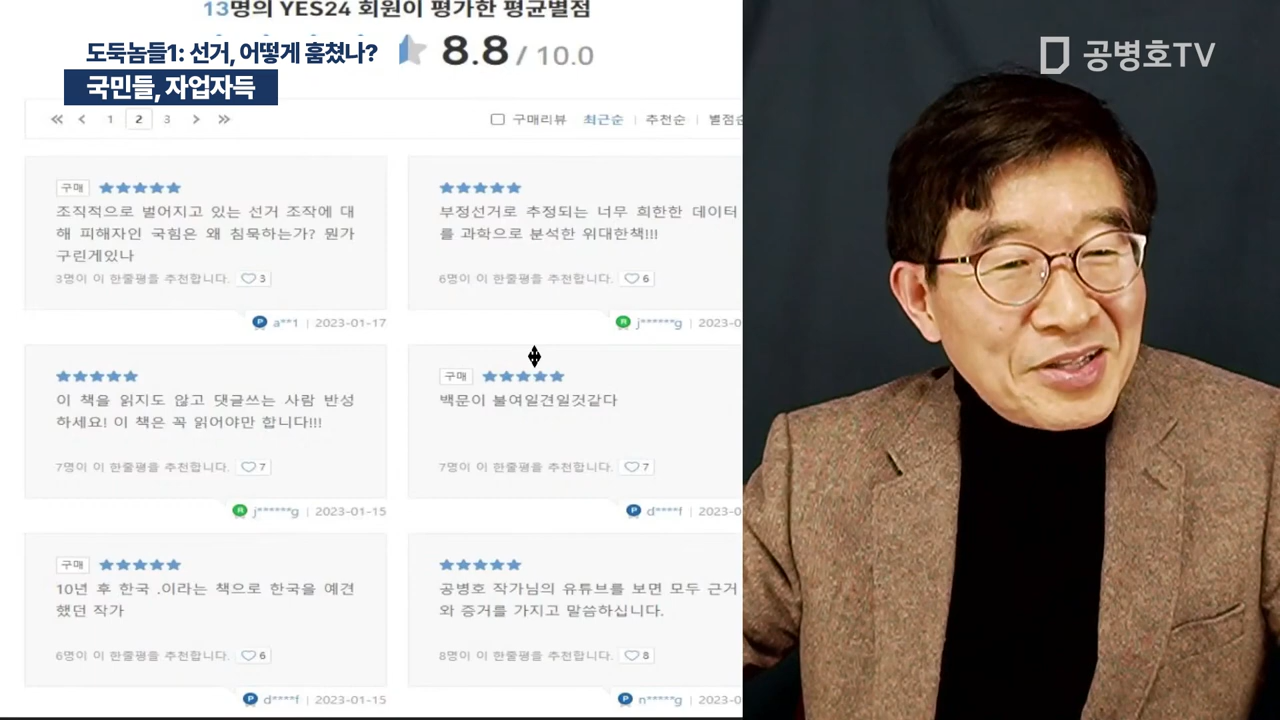 13명의 YES24 회원이 평가한 평균별점
도둑놈들1: 선거, 어떻게 훔쳤나?
8.8 / 10.0
공병호TV
국민들, 자업자득
1 2 3
구매리뷰 최근순 추천순 별점순
구매
조직적으로 벌어지고 있는 선거 조작에 대
해 피해자인 국힘은 왜 침묵하는가? 뭔가
구린게있나
3명이 이 한줄평을 추천합니다. 3
P a**1 | 2023-01-17
부정선거로 추정되는 너무 희한한 데이터
를 과학으로 분석한 위대한책!!!
6명이 이 한줄평을 추천합니다. 6
R j******g | 2023-0
이 책을 읽지도 않고 댓글쓰는 사람 반성
하세요! 이 책은 꼭 읽어야만 합니다!!!
7명이 이 한줄평을 추천합니다. 7
R j******g | 2023-01-15
구매
백문이 불여일견일것같다
7명이 이 한줄평을 추천합니다. 7
P d****f | 2023-0
구매
10년 후 한국 .이라는 책으로 한국을 예견
했던 작가
6명이 이 한줄평을 추천합니다. 6
P d****f | 2023-01-15
공병호 작가님의 유튜브를 보면 모두 근거
와 증거를 가지고 말씀하십니다.
8명이 이 한줄평을 추천합니다. 8
P n*****g | 2023-0